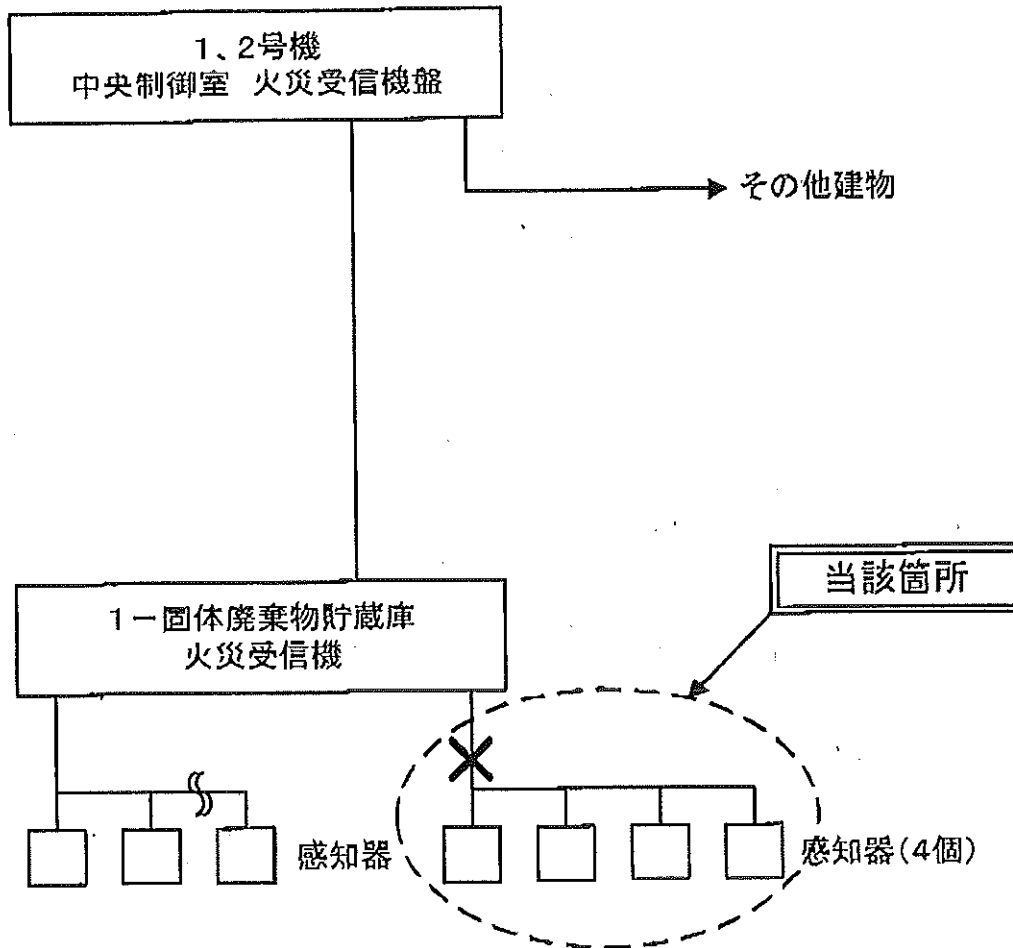 1、2号機
中央制御室 火災受信機盤
その他建物
当該箇所
1－固体廃棄物貯蔵庫
火災受信機
感知器
感知器(4個)